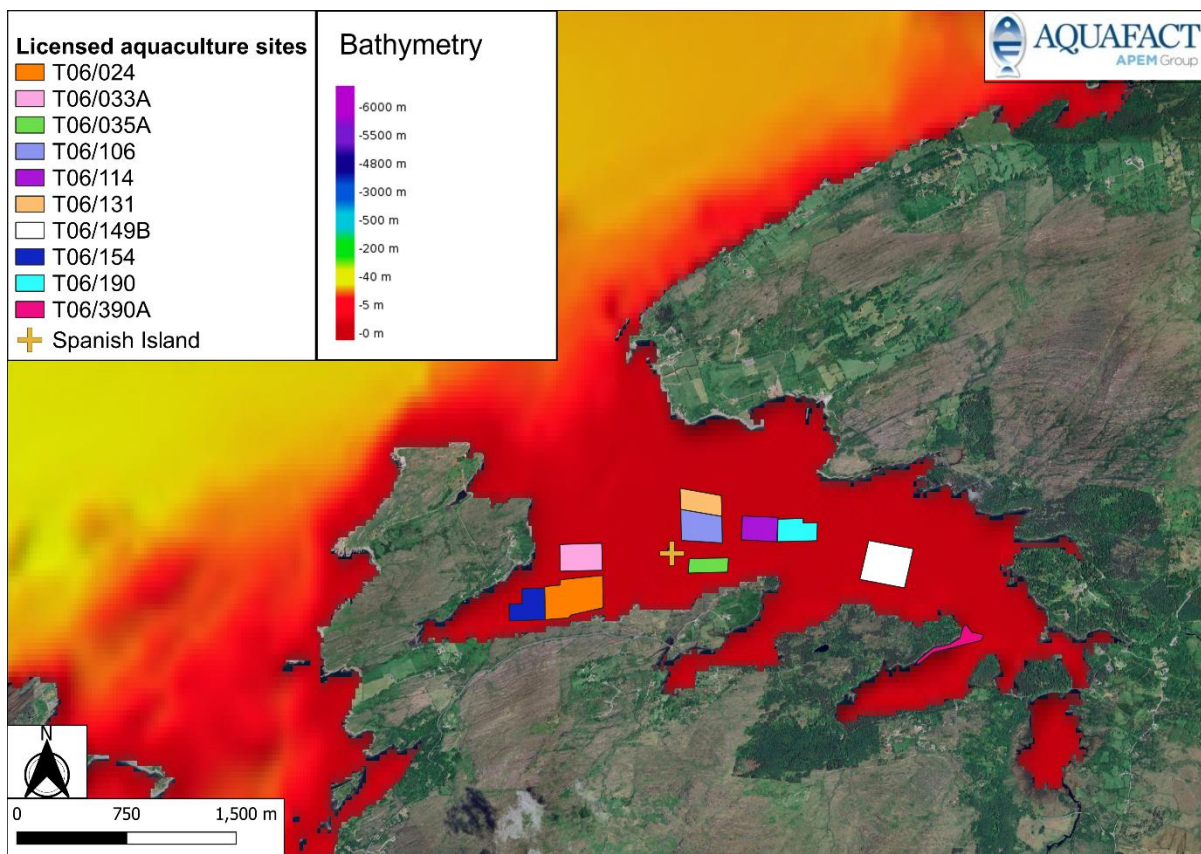 Licensed aquaculture sites
T06/024
T06/033A
T06/035A
T06/106
T06/114
T06/131
T06/149B
T06/154
T06/190
T06/390A
Spanish Island
Bathymetry
-6000 m
-5500 m
-4800 m
-3000 m
-500 m
-200 m
-40 m
-5 m
-0 m
AQUAFACT
APEM Group
N
0 750 1,500 m